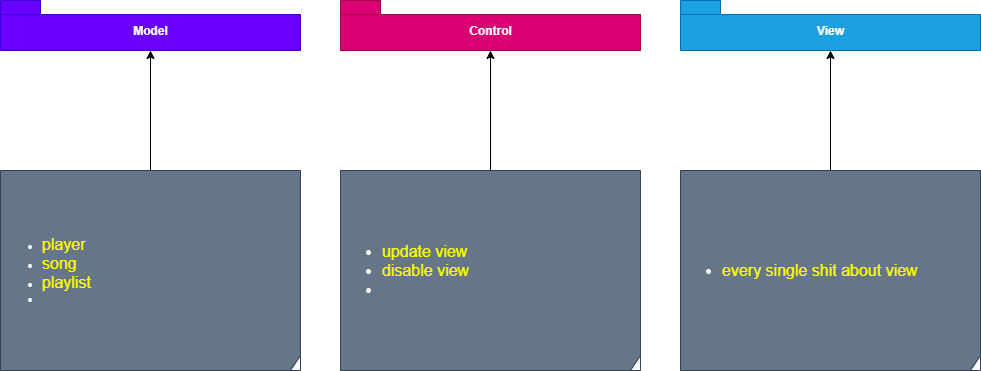 Model
Control
View
player
song
playlist
update view
disable view
every single shit about view